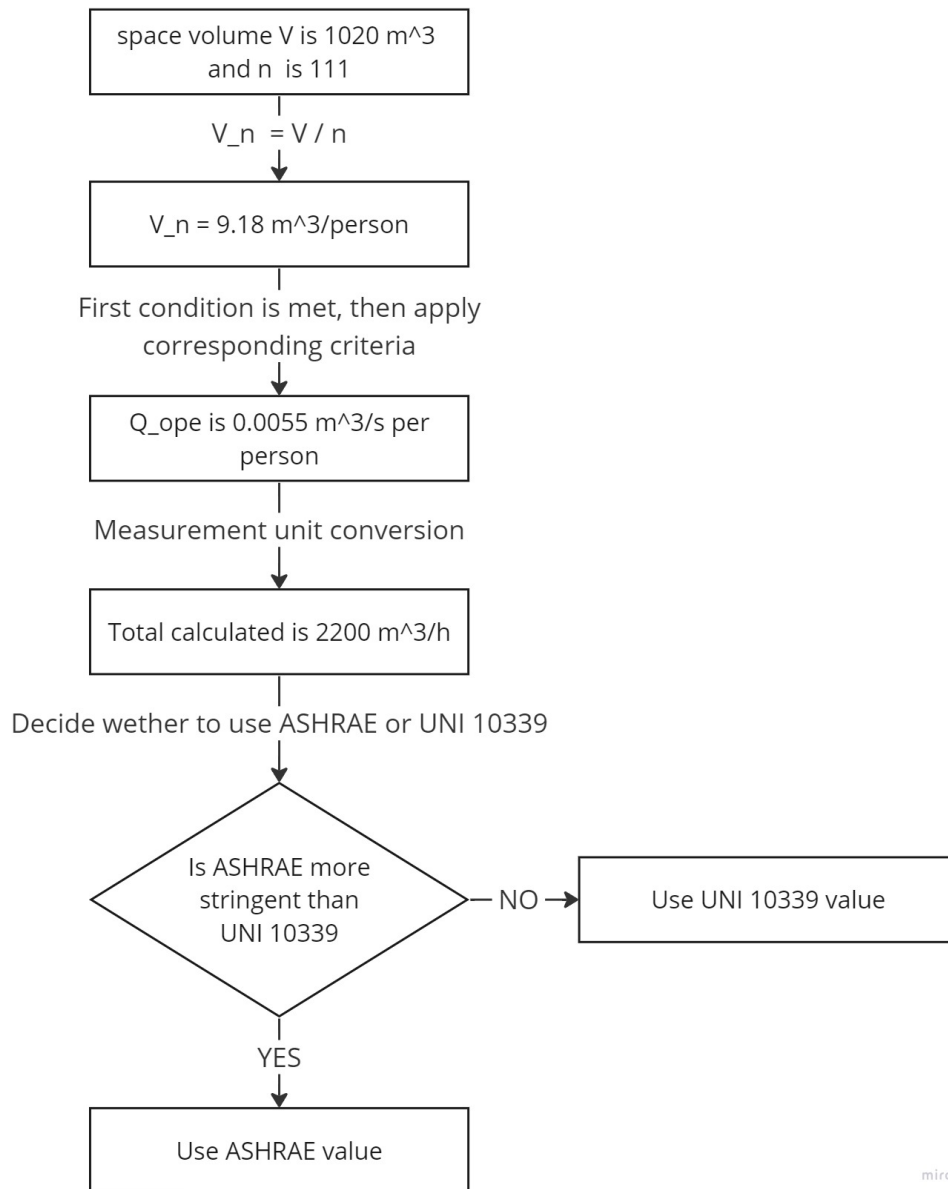 space volume V is 1020 m^3
and n  is 111
V_n  = V / n
V_n = 9.18 m^3/person
First condition is met, then apply
corresponding criteria
Q_ope is 0.0055 m^3/s per
person
Measurement unit conversion
Total calculated is 2200 m^3/h
Decide wether to use ASHRAE or UNI 10339
Is ASHRAE more
stringent than
UNI 10339
NO
Use UNI 10339 value
YES
Use ASHRAE value